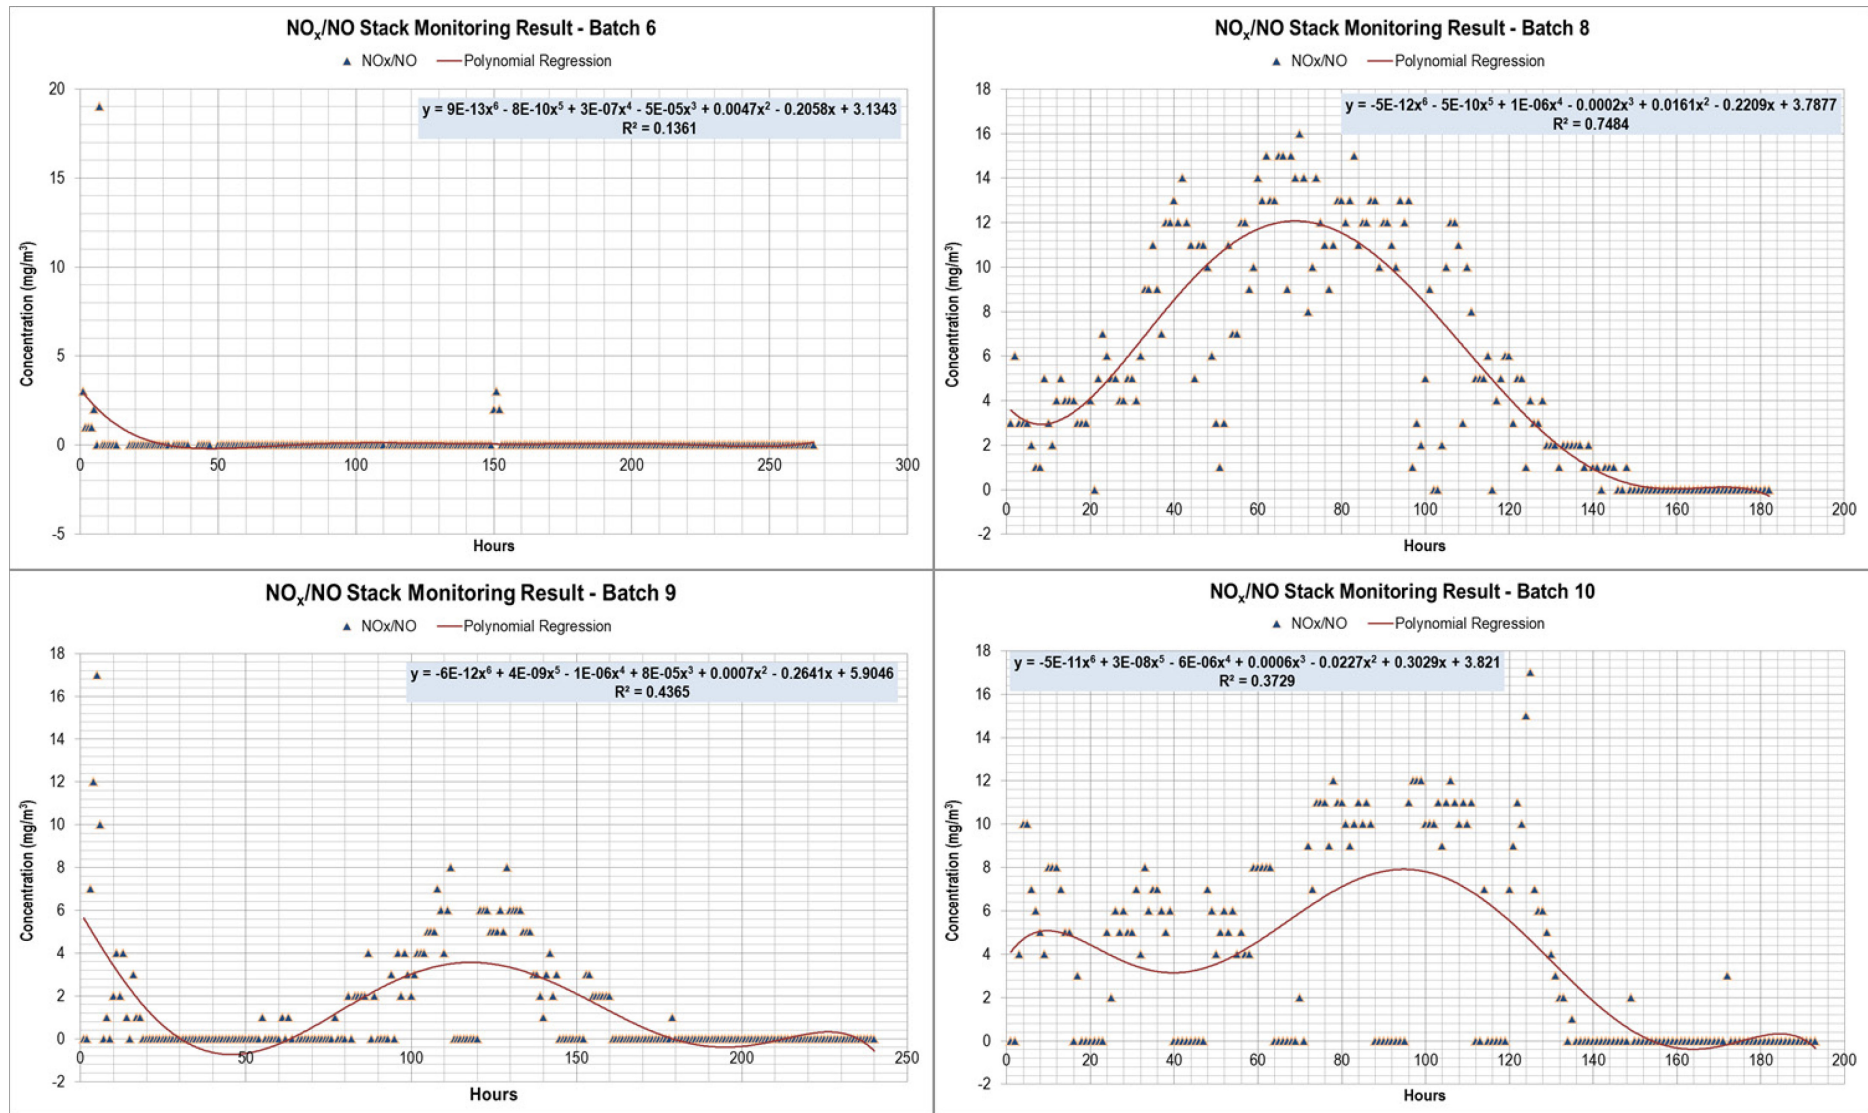 NOx/NO Stack Monitoring Result - Batch 6
NOx/NO Polynomial Regression
y = 9E-13x⁶ - 8E-10x⁵ + 3E-07x⁴ - 5E-05x³ + 0.0047x² - 0.2058x + 3.1343
R² = 0.1361
Concentration (mg/m³)
20
15
10
5
0
-5
0 50 100 150 200 250 300
Hours
NOx/NO Stack Monitoring Result - Batch 8
NOx/NO Polynomial Regression
y = -5E-12x⁶ - 5E-10x⁵ + 1E-06x⁴ - 0.0002x³ + 0.0161x² - 0.2209x + 3.7877
R² = 0.7484
Concentration (mg/m³)
18
16
14
12
10
8
6
4
2
0
-2
0 20 40 60 80 100 120 140 160 180 200
Hours
NOx/NO Stack Monitoring Result - Batch 9
NOx/NO Polynomial Regression
y = -6E-12x⁶ + 4E-09x⁵ - 1E-06x⁴ + 8E-05x³ + 0.0007x² - 0.2641x + 5.9046
R² = 0.4365
Concentration (mg/m³)
18
16
14
12
10
8
6
4
2
0
-2
0 50 100 150 200 250
Hours
NOx/NO Stack Monitoring Result - Batch 10
NOx/NO Polynomial Regression
y = -5E-11x⁶ + 3E-08x⁵ - 6E-06x⁴ + 0.0006x³ - 0.0227x² + 0.3029x + 3.821
R² = 0.3729
Concentration (mg/m³)
18
16
14
12
10
8
6
4
2
0
-2
0 20 40 60 80 100 120 140 160 180 200
Hours